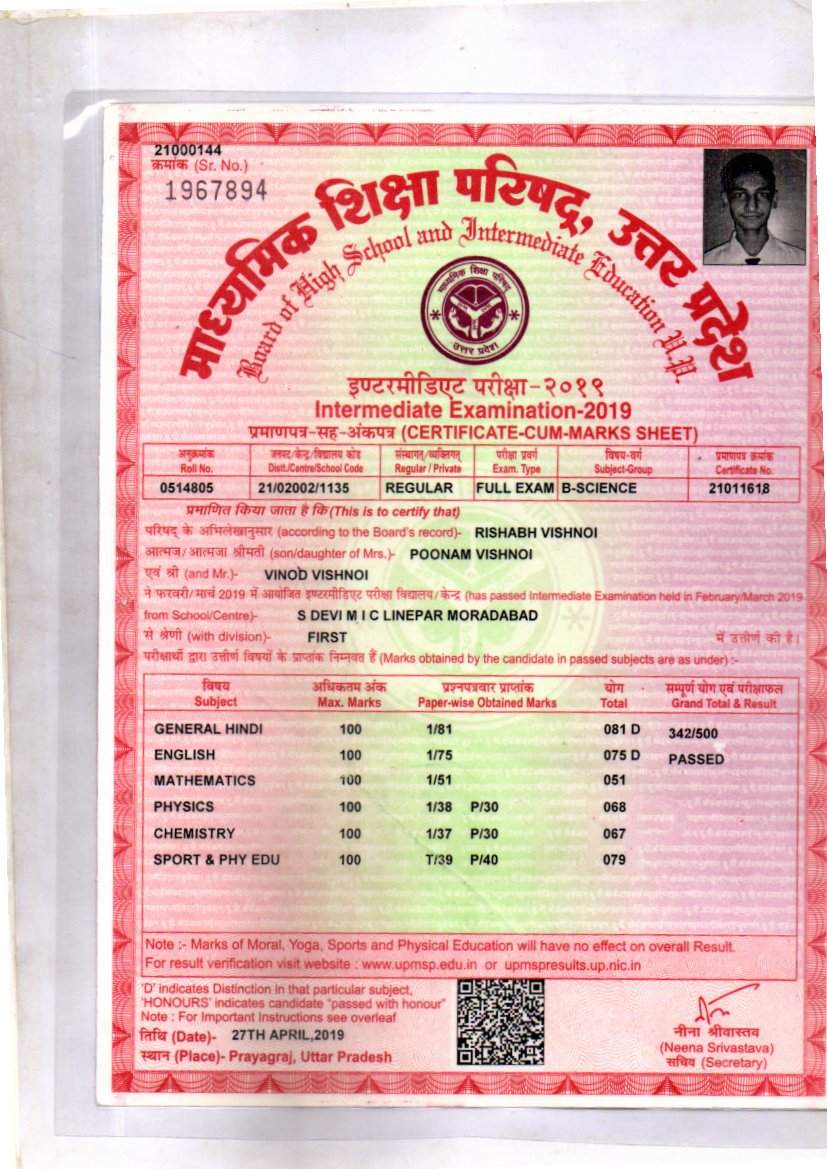 21000144
क्रमांक (Sr. No.)
1967894
माध्यमिक शिक्षा परिषद्, उत्तर प्रदेश
Board of High School and Intermediate Education U.P.
माध्यमिक शिक्षा परिषद्
उत्तर प्रदेश
इण्टरमीडिएट परीक्षा-२०१९
Intermediate Examination-2019
प्रमाणपत्र-सह-अंकपत्र (CERTIFICATE-CUM-MARKS SHEET)
अनुक्रमांक जनपद/केन्द्र/विद्यालय कोड संस्थागत/व्यक्तिगत परीक्षा प्रवर्ग विषय-वर्ग प्रमाणपत्र क्रमांक
Roll No. Distt./Centre/School Code Regular / Private Exam. Type Subject-Group Certificate No.
0514805 21/02002/1135 REGULAR FULL EXAM B-SCIENCE 21011618
प्रमाणित किया जाता है कि (This is to certify that)
परिषद के अभिलेखानुसार (according to the Board's record)- RISHABH VISHNOI
आत्मज/आत्मजा श्रीमती (son/daughter of Mrs.)- POONAM VISHNOI
एवं श्री (and Mr.)- VINOD VISHNOI
ने फरवरी/मार्च 2019 में आयोजित इण्टरमीडिएट परीक्षा विद्यालय/केन्द्र (has passed Intermediate Examination held in February/March 2019
from School/Centre)- S DEVI M I C LINEPAR MORADABAD
से श्रेणी (with division)- FIRST में उत्तीर्ण की है।
परीक्षार्थी द्वारा उत्तीर्ण विषयों के प्राप्तांक निम्नवत हैं (Marks obtained by the candidate in passed subjects are as under) :-
विषय अधिकतम अंक प्रश्नपत्रवार प्राप्तांक योग सम्पूर्ण योग एवं परीक्षाफल
Subject Max. Marks Paper-wise Obtained Marks Total Grand Total & Result
GENERAL HINDI 100 1/81 081 D 342/500
ENGLISH 100 1/75 075 D PASSED
MATHEMATICS 100 1/51 051
PHYSICS 100 1/38 P/30 068
CHEMISTRY 100 1/37 P/30 067
SPORT & PHY EDU 100 T/39 P/40 079
Note :- Marks of Moral, Yoga, Sports and Physical Education will have no effect on overall Result.
For result verification visit website : www.upmsp.edu.in or upmspresults.up.nic.in
'D' indicates Distinction in that particular subject,
'HONOURS' indicates candidate "passed with honour"
Note : For Important Instructions see overleaf
तिथि (Date)- 27TH APRIL,2019
स्थान (Place)- Prayagraj, Uttar Pradesh
नीना श्रीवास्तव
(Neena Srivastava)
सचिव (Secretary)